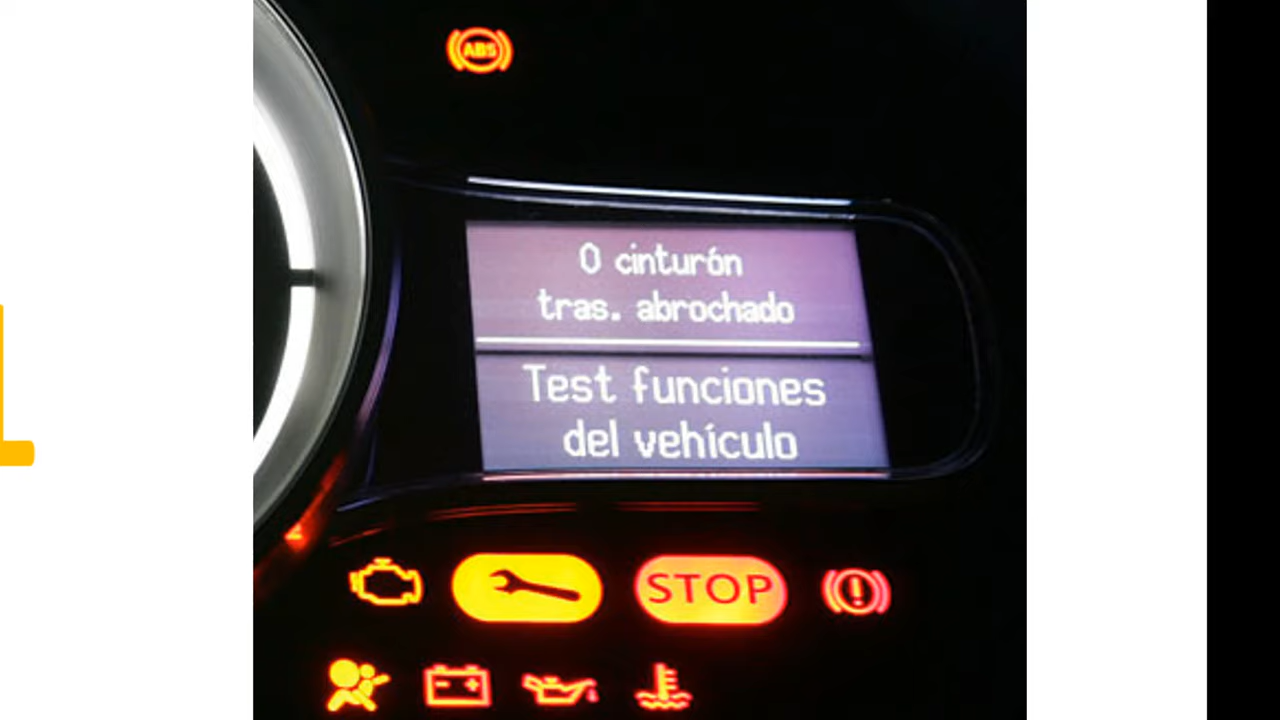 ABS
0 cinturón
tras. abrochado
Test funciones
del vehículo
STOP